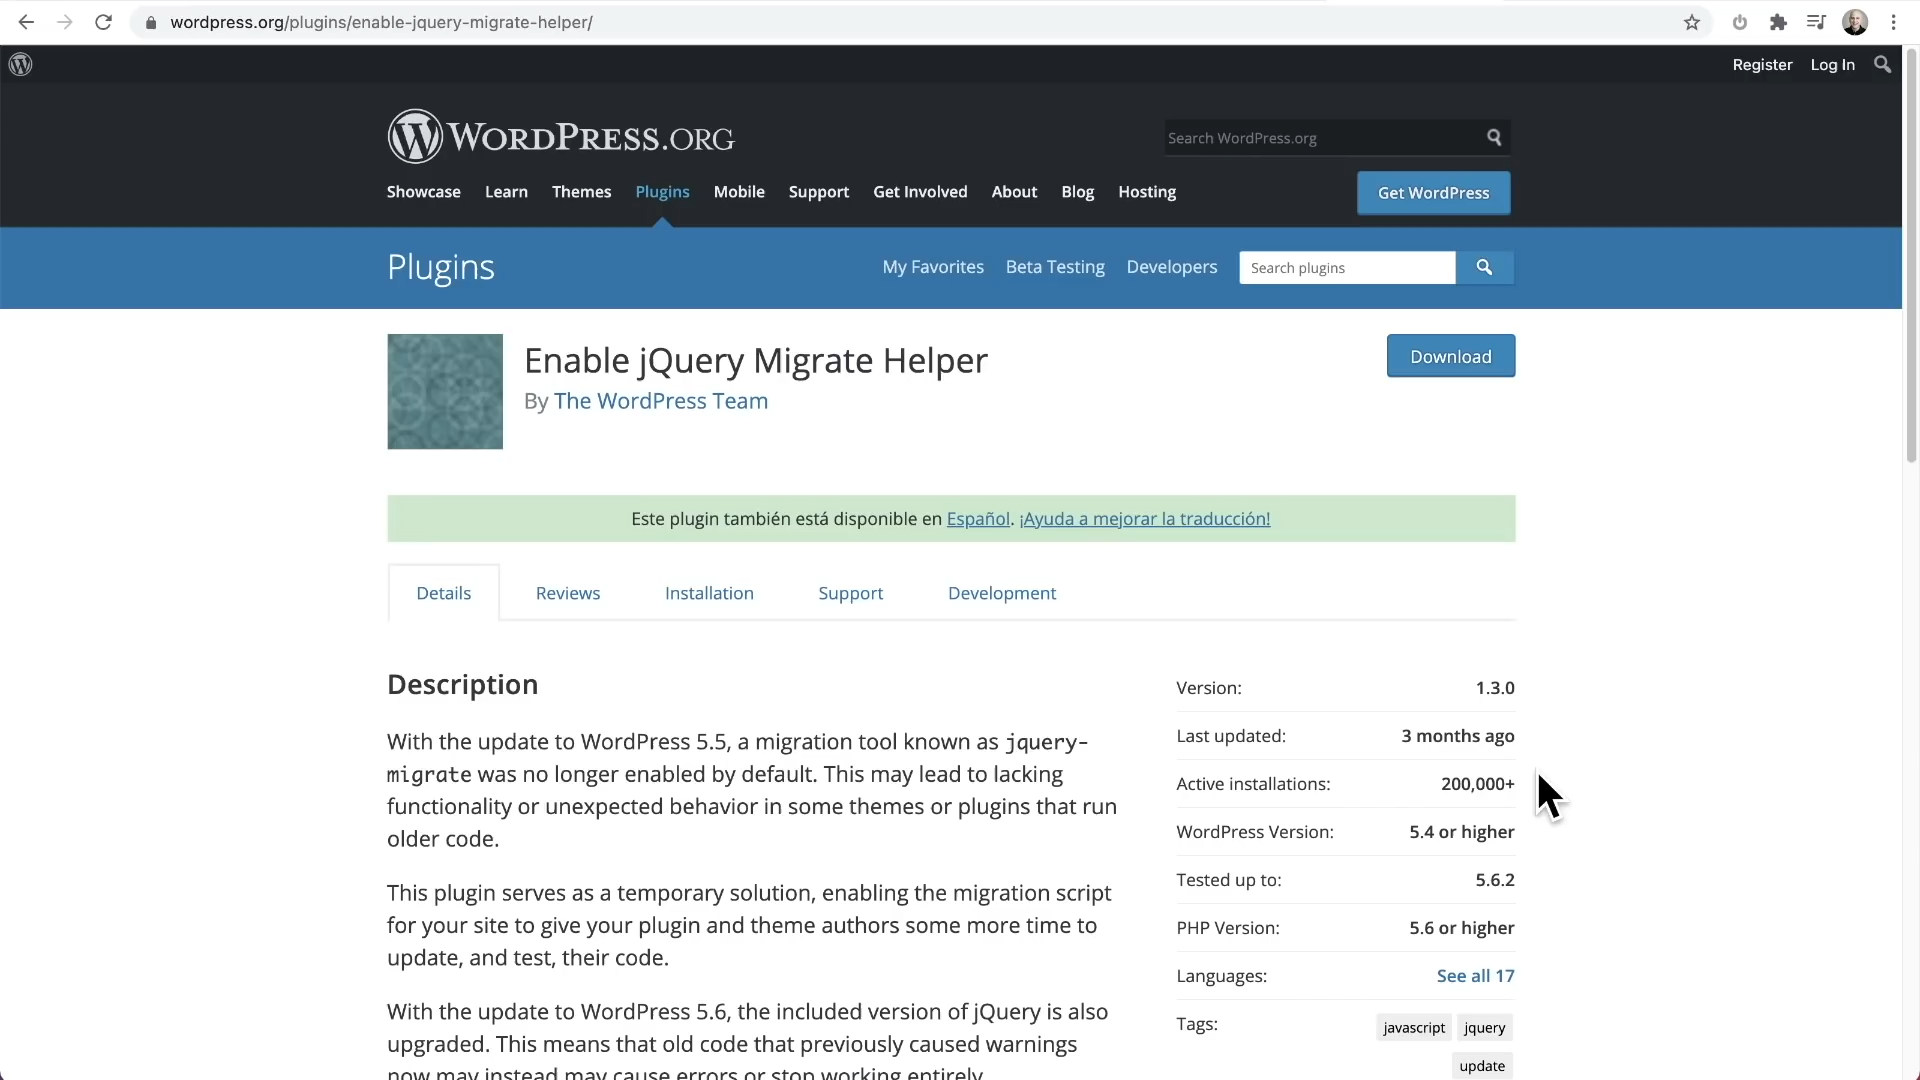 wordpress.org/plugins/enable-jquery-migrate-helper/
Register Log In
WORDPRESS.ORG
Search WordPress.org
Showcase Learn Themes Plugins Mobile Support Get Involved About Blog Hosting
Get WordPress
Plugins
My Favorites Beta Testing Developers
Search plugins
Enable jQuery Migrate Helper
By The WordPress Team
Download
Este plugin también está disponible en Español. ¡Ayuda a mejorar la traducción!
Details Reviews Installation Support Development
Description
With the update to WordPress 5.5, a migration tool known as jquery-
migrate was no longer enabled by default. This may lead to lacking
functionality or unexpected behavior in some themes or plugins that run
older code.
This plugin serves as a temporary solution, enabling the migration script
for your site to give your plugin and theme authors some more time to
update, and test, their code.
With the update to WordPress 5.6, the included version of jQuery is also
upgraded. This means that old code that previously caused warnings
now may instead may cause errors or stop working entirely.
Version: 1.3.0
Last updated: 3 months ago
Active installations: 200,000+
WordPress Version: 5.4 or higher
Tested up to: 5.6.2
PHP Version: 5.6 or higher
Languages: See all 17
Tags: javascript jquery
update